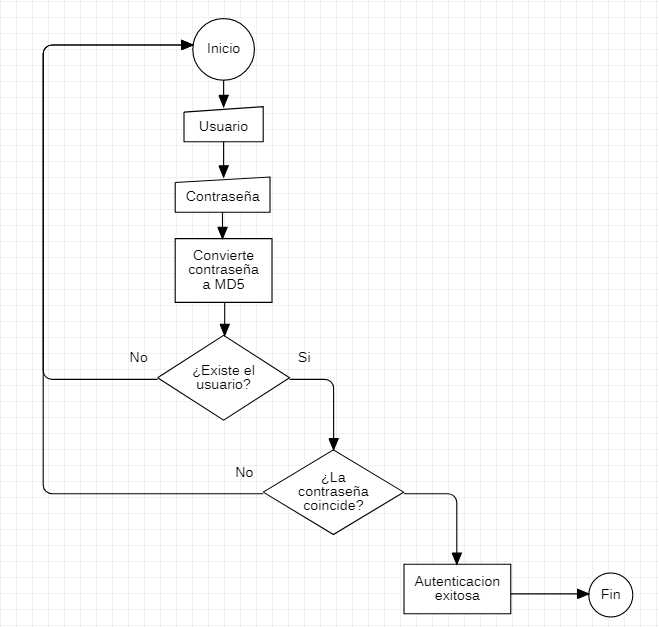 Inicio
Usuario
Contraseña
Convierte
contraseña
a MD5
No
Si
¿Existe el
usuario?
No
¿La
contraseña
coincide?
Autenticacion
exitosa
Fin